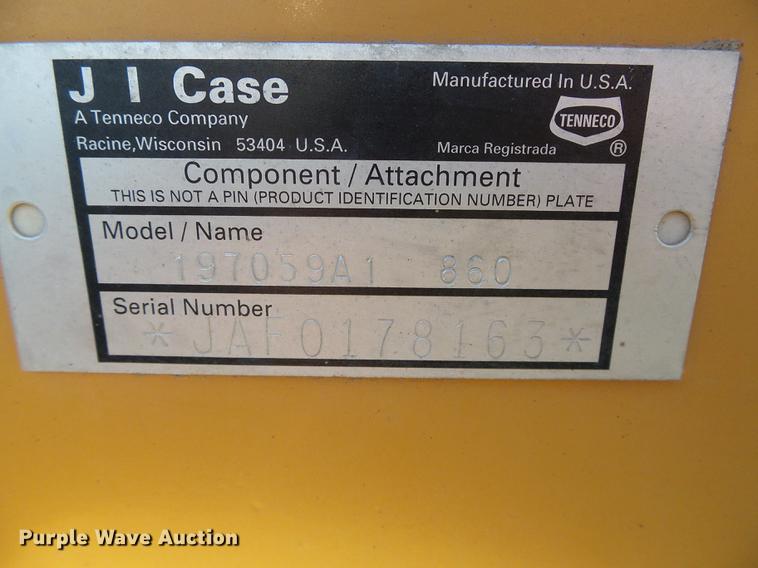 J I Case
Manufactured In U.S.A.
A Tenneco Company
TENNECO
Racine, Wisconsin 53404 U.S.A.
Marca Registrada ®
Component / Attachment
THIS IS NOT A PIN (PRODUCT IDENTIFICATION NUMBER) PLATE
Model / Name
197059A1 860
Serial Number
*JAF0178163*
Purple Wave Auction